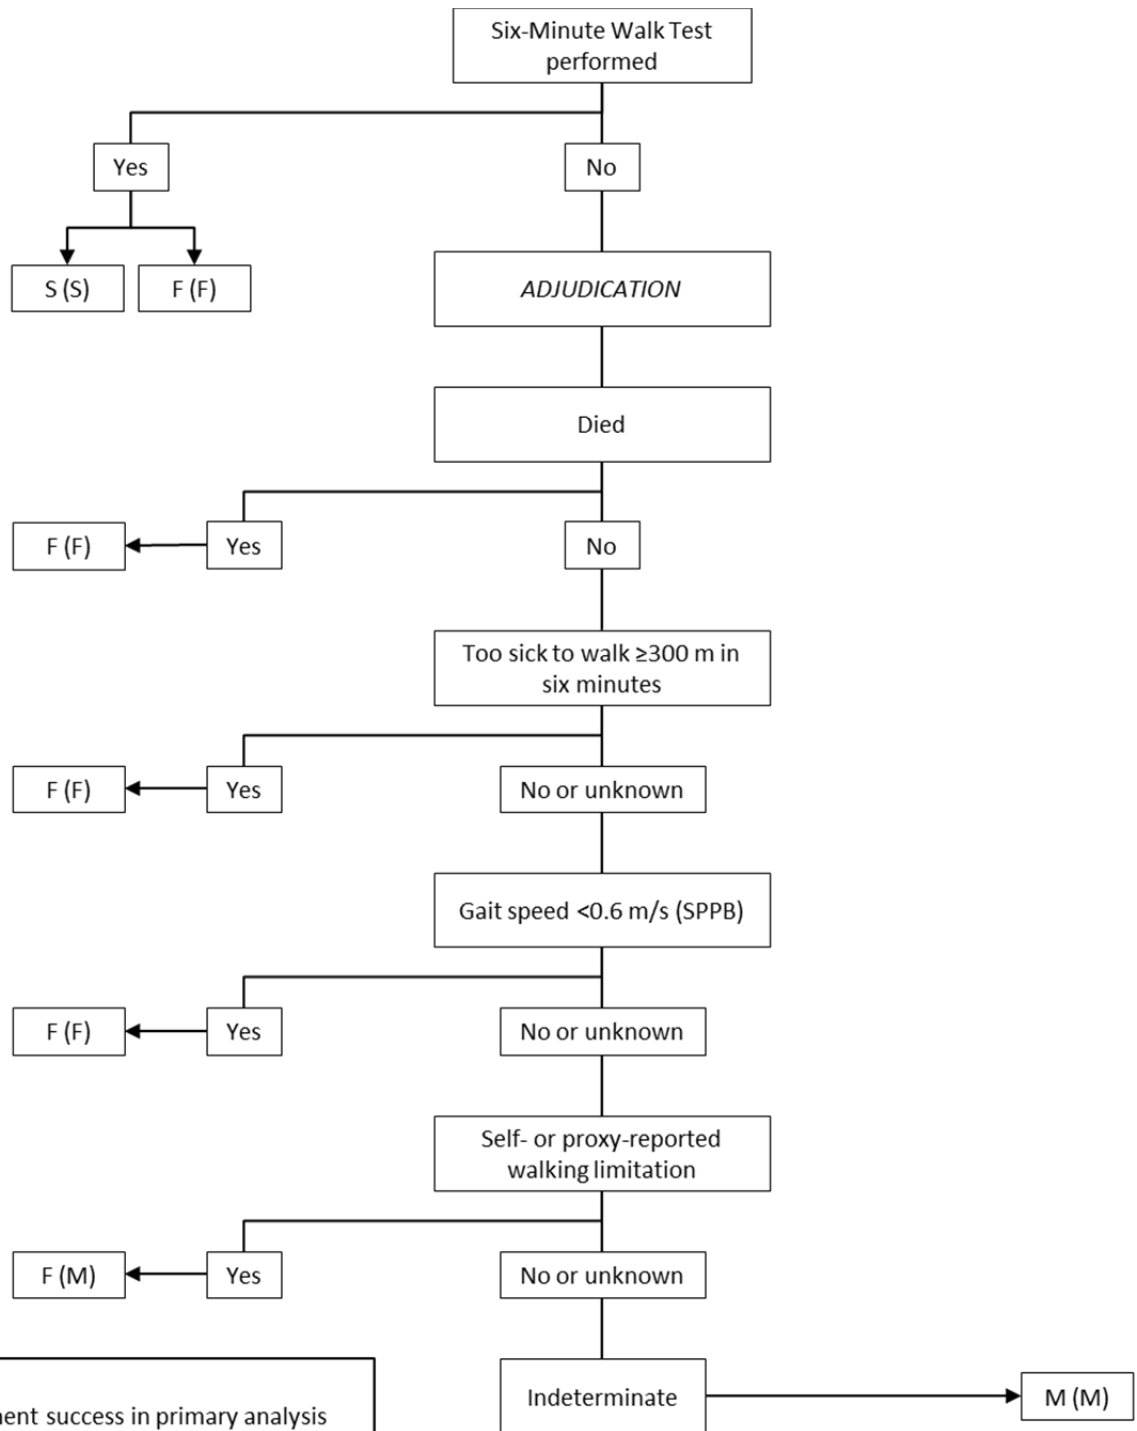 Six-Minute Walk Test
performed
Yes
No
S (S)
F (F)
ADJUDICATION
Died
F (F)
Yes
No
Too sick to walk ≥300 m in
six minutes
F (F)
Yes
No or unknown
Gait speed <0.6 m/s (SPPB)
F (F)
Yes
No or unknown
Self- or proxy-reported
walking limitation
F (M)
Yes
No or unknown
Indeterminate
M (M)
success in primary analysis